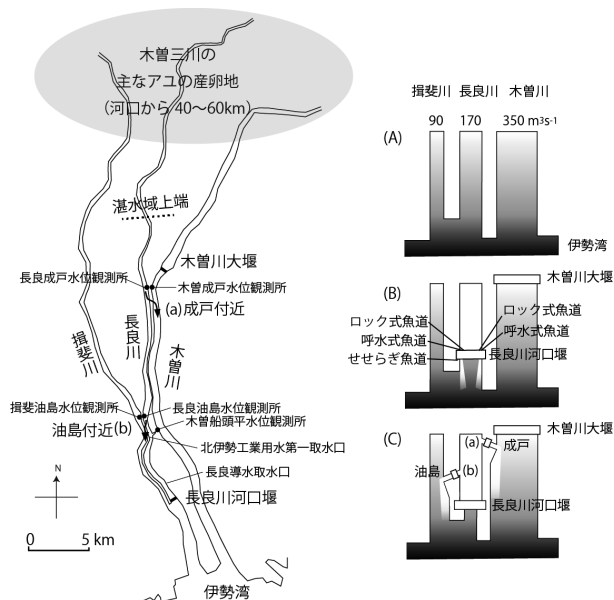 木曽三川の
主なアユの産卵地
（河口から 40～60km）
湛水域上端
木曽川大堰
長良成戸水位観測所
木曽成戸水位観測所
(a)成戸付近
揖斐川
長良川
木曽川
揖斐油島水位観測所
長良油島水位観測所
油島付近(b)
木曽船頭平水位観測所
北伊勢工業用水第一取水口
長良導水取水口
長良川河口堰
N
0 5 km
伊勢湾
揖斐川 長良川 木曽川
90 170 350 m³s⁻¹
(A)
伊勢湾
木曽川大堰
(B)
ロック式魚道
ロック式魚道
呼水式魚道
呼水式魚道
せせらぎ魚道
長良川河口堰
木曽川大堰
(C)
(a)
成戸
油島
(b)
長良川河口堰